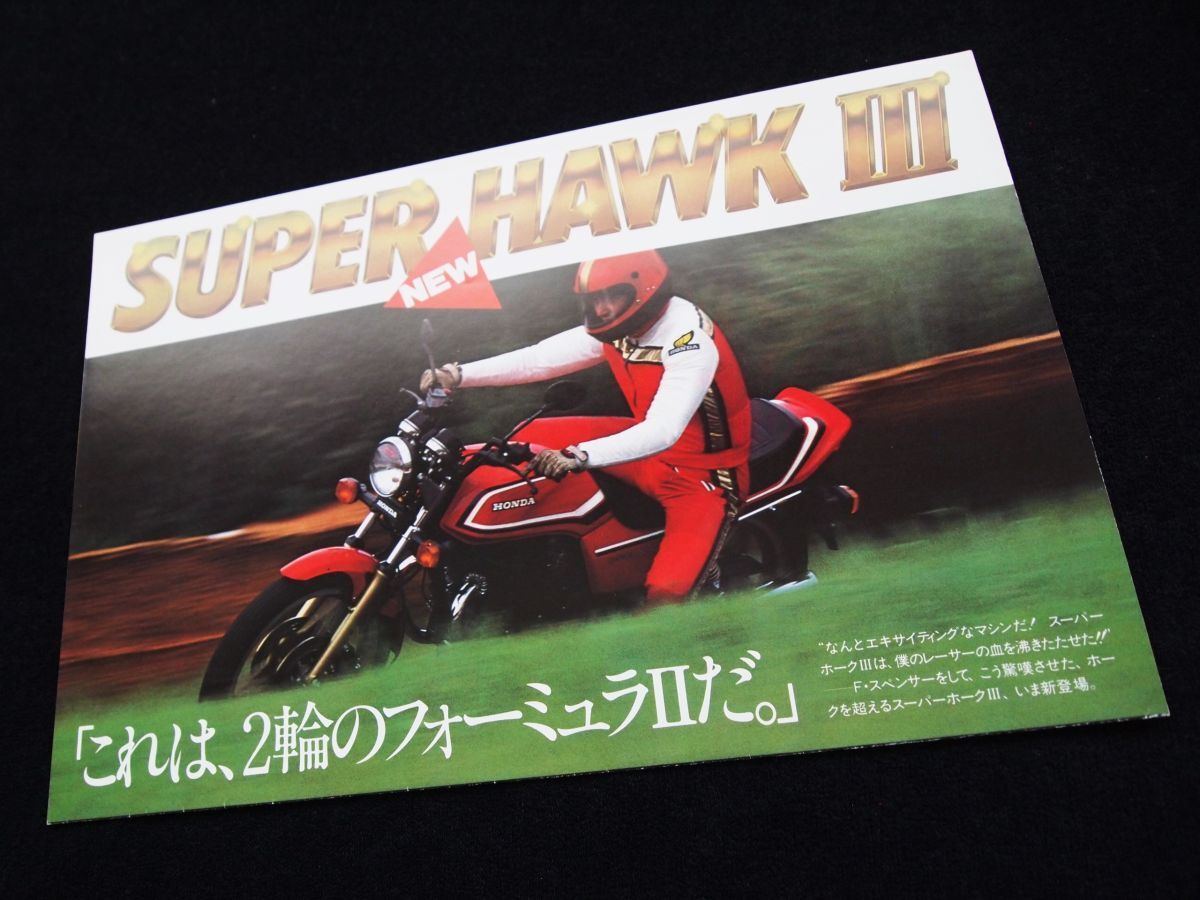 SUPER HAWK III
NEW
HONDA
HONDA
HONDA
“なんとエキサイティングなマシンだ! スーパー
ホークIIIは、僕のレーサーの血を沸きたたせた!!”
――F・スペンサーをして、こう驚嘆させた、ホー
クを超えるスーパーホークIII、いま新登場。
「これは、2輪のフォーミュラIIだ。」